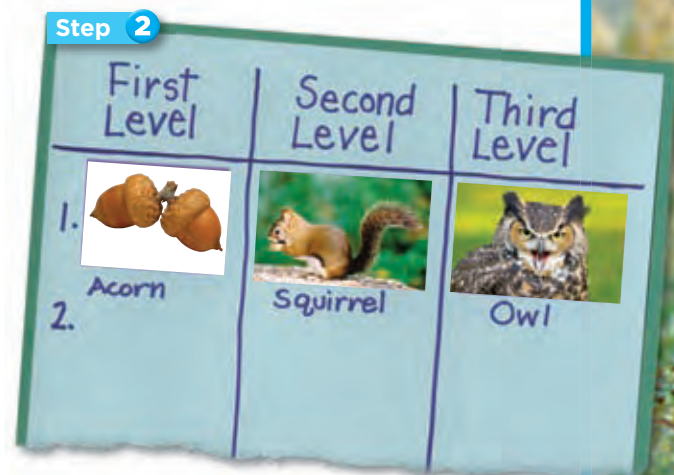 Step 2
First Level
Second Level
Third Level
1.
Acorn
Squirrel
Owl
2.